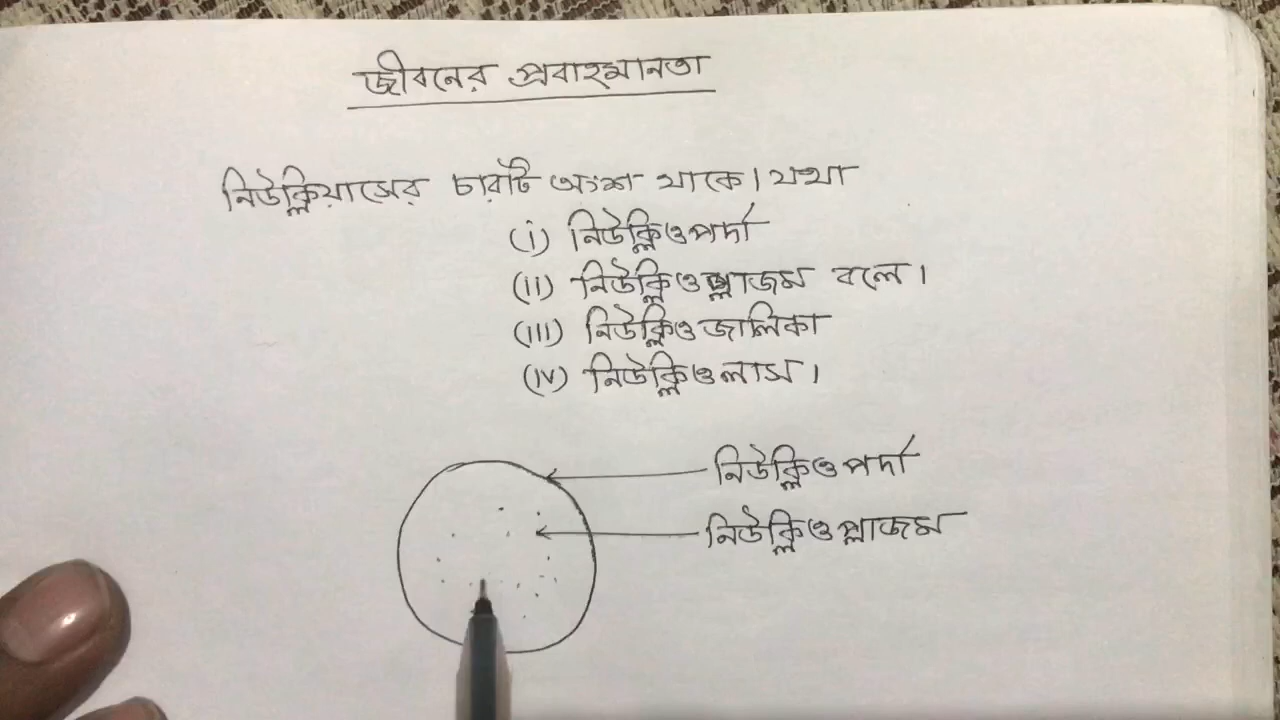 জীবনের প্রবাহমানতা
নিউক্লিয়াসের চারটি অংশ থাকে। যথা
(i) নিউক্লিওপর্দা
(ii) নিউক্লিওপ্লাজম বলে।
(iii) নিউক্লিওজালিকা
(iv) নিউক্লিওলাস।
নিউক্লিওপর্দা
নিউক্লিওপ্লাজম